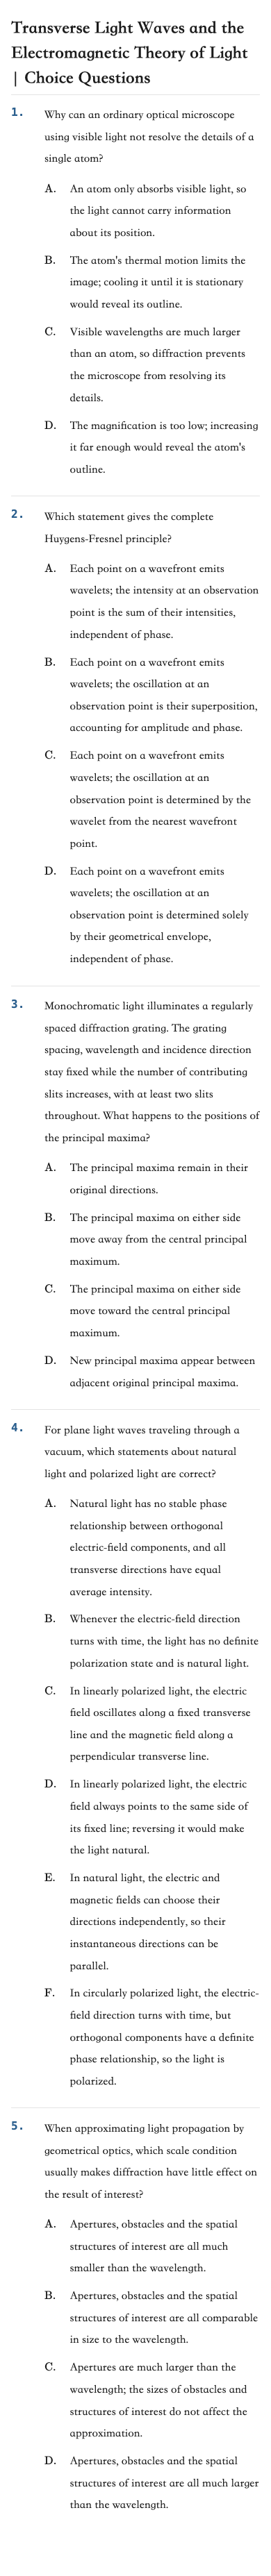 Transverse Light Waves and the
Electromagnetic Theory of Light
| Choice Questions
1. Why can an ordinary optical microscope
using visible light not resolve the details of a
single atom?
A. An atom only absorbs visible light, so
the light cannot carry information
about its position.
B. The atom's thermal motion limits the
image; cooling it until it is stationary
would reveal its outline.
C. Visible wavelengths are much larger
than an atom, so diffraction prevents
the microscope from resolving its
details.
D. The magnification is too low; increasing
it far enough would reveal the atom's
outline.
2. Which statement gives the complete
Huygens-Fresnel principle?
A. Each point on a wavefront emits
wavelets; the intensity at an observation
point is the sum of their intensities,
independent of phase.
B. Each point on a wavefront emits
wavelets; the oscillation at an
observation point is their superposition,
accounting for amplitude and phase.
C. Each point on a wavefront emits
wavelets; the oscillation at an
observation point is determined by the
wavelet from the nearest wavefront
point.
D. Each point on a wavefront emits
wavelets; the oscillation at an
observation point is determined solely
by their geometrical envelope,
independent of phase.
3. Monochromatic light illuminates a regularly
spaced diffraction grating. The grating
spacing, wavelength and incidence direction
stay fixed while the number of contributing
slits increases, with at least two slits
throughout. What happens to the positions of
the principal maxima?
A. The principal maxima remain in their
original directions.
B. The principal maxima on either side
move away from the central principal
maximum.
C. The principal maxima on either side
move toward the central principal
maximum.
D. New principal maxima appear between
adjacent original principal maxima.
4. For plane light waves traveling through a
vacuum, which statements about natural
light and polarized light are correct?
A. Natural light has no stable phase
relationship between orthogonal
electric-field components, and all
transverse directions have equal
average intensity.
B. Whenever the electric-field direction
turns with time, the light has no definite
polarization state and is natural light.
C. In linearly polarized light, the electric
field oscillates along a fixed transverse
line and the magnetic field along a
perpendicular transverse line.
D. In linearly polarized light, the electric
field always points to the same side of
its fixed line; reversing it would make
the light natural.
E. In natural light, the electric and
magnetic fields can choose their
directions independently, so their
instantaneous directions can be
parallel.
F. In circularly polarized light, the electric-
field direction turns with time, but
orthogonal components have a definite
phase relationship, so the light is
polarized.
5. When approximating light propagation by
geometrical optics, which scale condition
usually makes diffraction have little effect on
the result of interest?
A. Apertures, obstacles and the spatial
structures of interest are all much
smaller than the wavelength.
B. Apertures, obstacles and the spatial
structures of interest are all comparable
in size to the wavelength.
C. Apertures are much larger than the
wavelength; the sizes of obstacles and
structures of interest do not affect the
approximation.
D. Apertures, obstacles and the spatial
structures of interest are all much larger
than the wavelength.